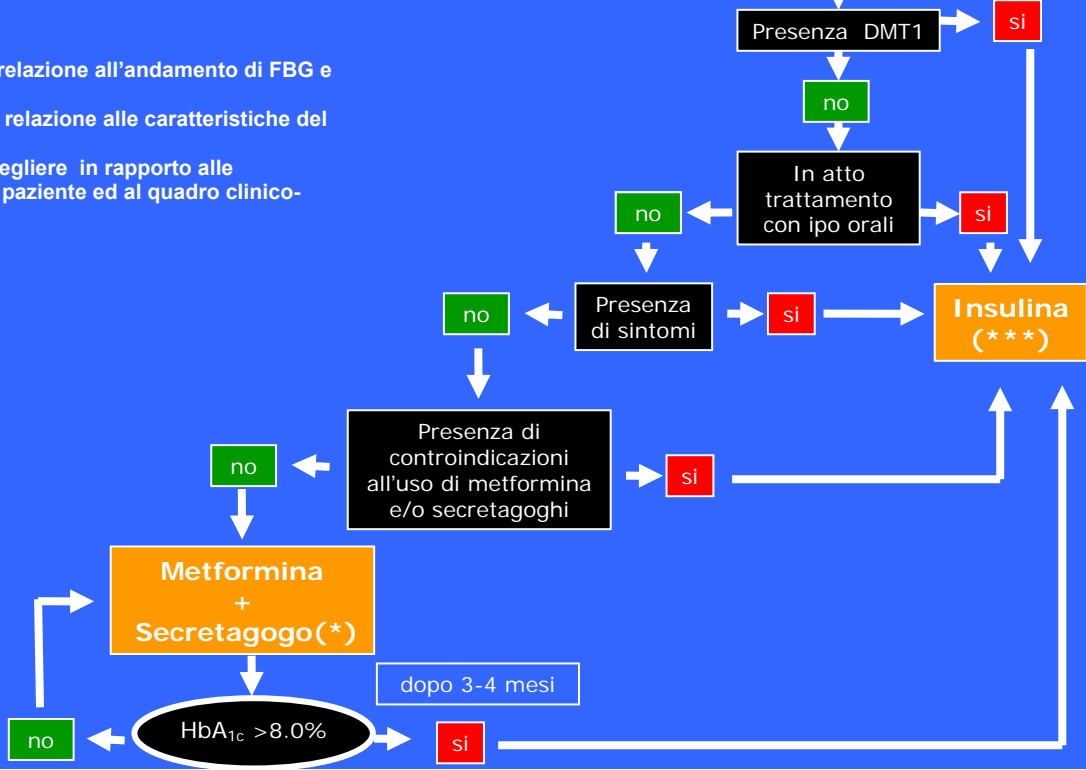 Presenza DMT1
si
relazione all'andamento di FBG e
no
relazione alle caratteristiche del
egliere in rapporto alle
paziente ed al quadro clinico-
In atto
trattamento
con ipo orali
no
si
Presenza
di sintomi
no
si
Insulina
(***)
Presenza di
controindicazioni
all'uso di metformina
e/o secretagoghi
no
si
Metformina
+
Secretagogo(*)
dopo 3-4 mesi
HbA1c >8.0%
no
si